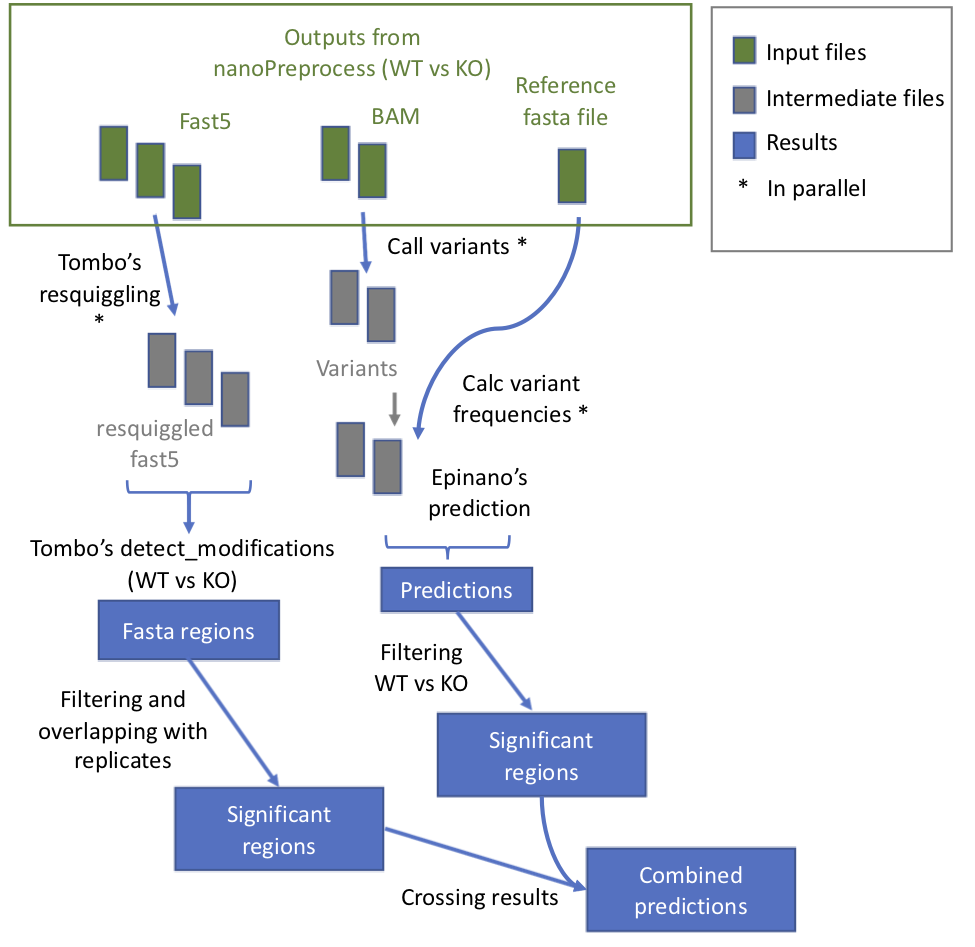 Outputs from
nanoPreprocess (WT vs KO)
Fast5
BAM
Reference
fasta file
Input files
Intermediate files
Results
* In parallel
Tombo's
resquiggling
*
Call variants *
Variants
Calc variant
frequencies *
resquiggled
fast5
Epinano's
prediction
Tombo's detect_modifications
(WT vs KO)
Fasta regions
Predictions
Filtering
WT vs KO
Filtering and
overlapping with
replicates
Significant
regions
Significant
regions
Crossing results
Combined
predictions